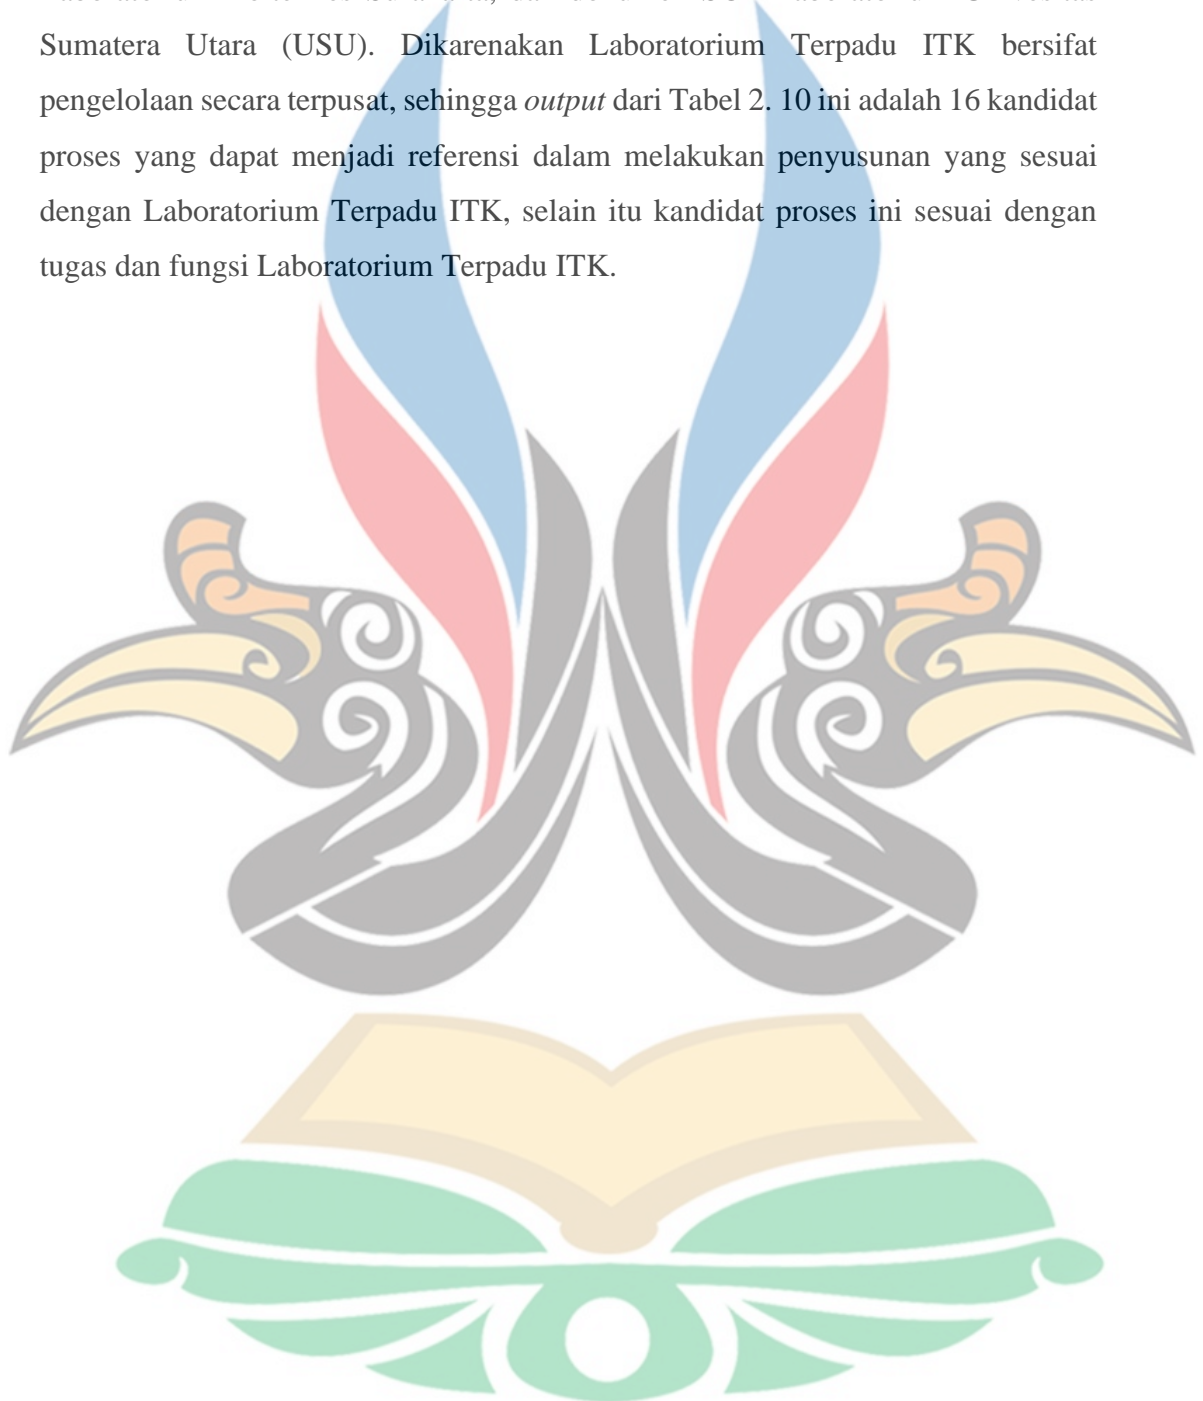 Sumatera Utara (USU). Dikarenakan Laboratorium Terpadu ITK bersifat
pengelolaan secara terpusat, sehingga output dari Tabel 2. 10 ini adalah 16 kandidat
proses yang dapat menjadi referensi dalam melakukan penyusunan yang sesuai
dengan Laboratorium Terpadu ITK, selain itu kandidat proses ini sesuai dengan
tugas dan fungsi Laboratorium Terpadu ITK.